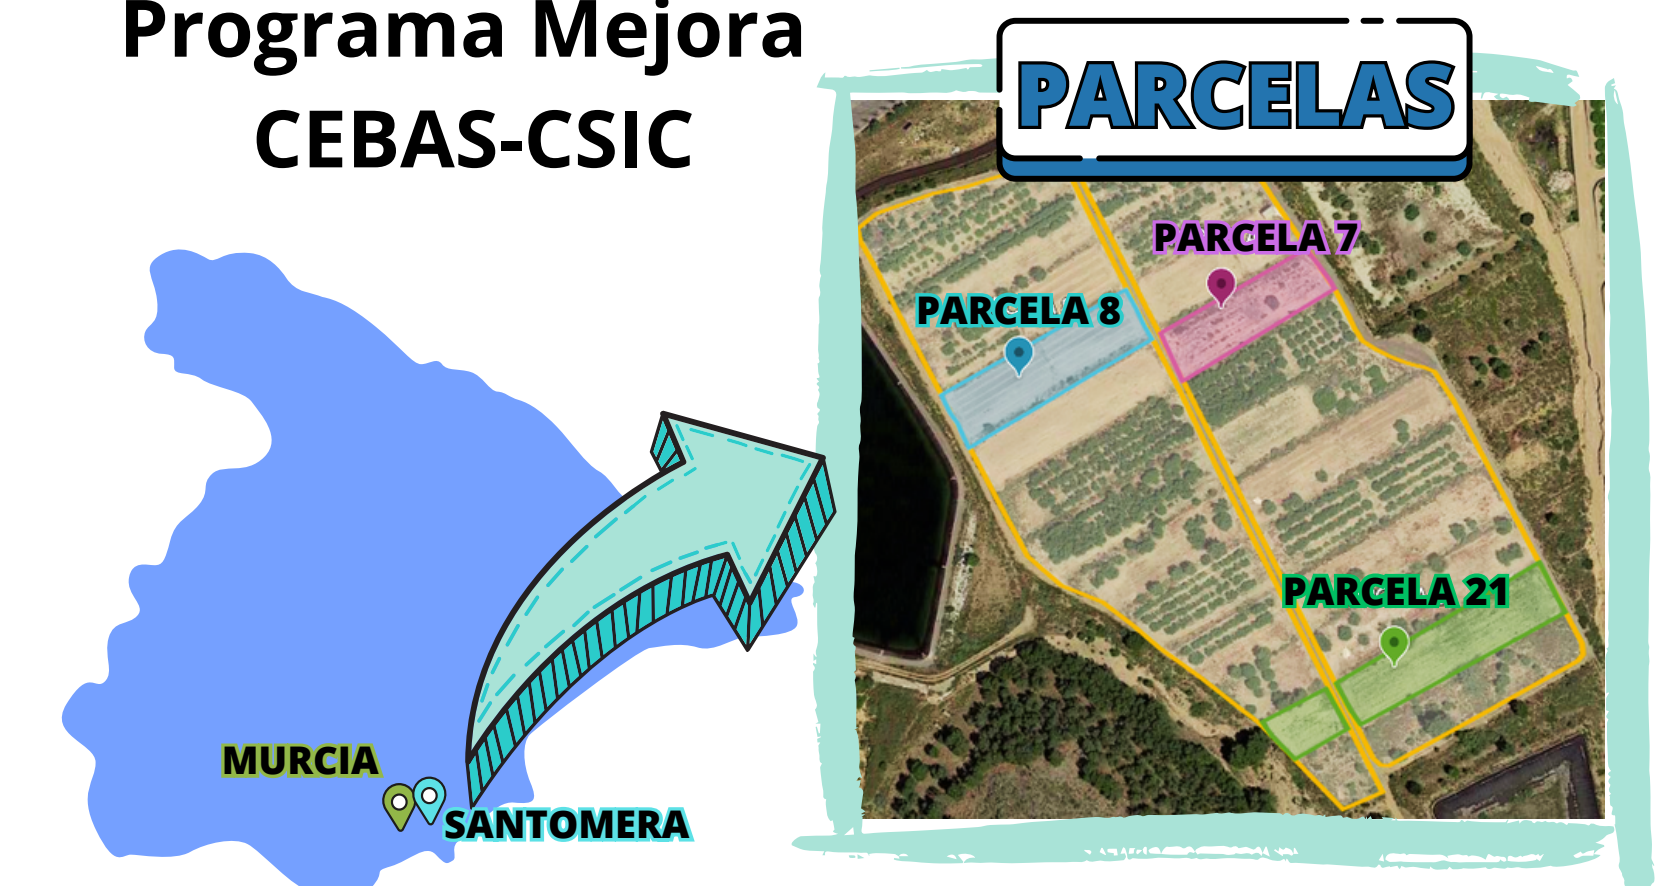 Programa Mejora
CEBAS-CSIC
PARCELAS
PARCELA 7
PARCELA 8
PARCELA 21
MURCIA
SANTOMERA